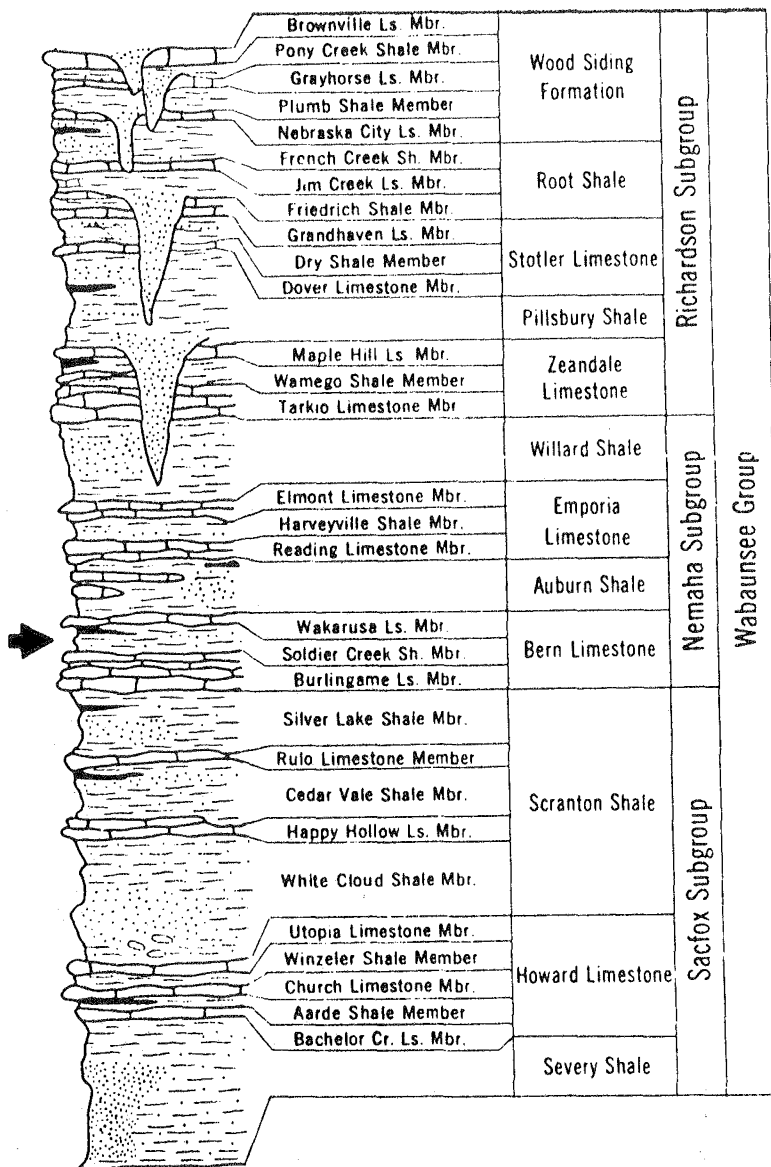 Brownville Ls. Mbr.
Pony Creek Shale Mbr.
Grayhorse Ls. Mbr.
Plumb Shale Member
Nebraska City Ls. Mbr.
French Creek Sh. Mbr.
Jim Creek Ls. Mbr.
Friedrich Shale Mbr.
Grandhaven Ls. Mbr.
Dry Shale Member
Dover Limestone Mbr.
Maple Hill Ls. Mbr.
Wamego Shale Member
Tarkio Limestone Mbr
Elmont Limestone Mbr.
Harveyville Shale Mbr.
Reading Limestone Mbr.
Wakarusa Ls. Mbr.
Soldier Creek Sh. Mbr.
Burlingame Ls. Mbr.
Silver Lake Shale Mbr.
Rulo Limestone Member
Cedar Vale Shale Mbr.
Happy Hollow Ls. Mbr.
White Cloud Shale Mbr.
Utopia Limestone Mbr.
Winzeler Shale Member
Church Limestone Mbr.
Aarde Shale Member
Bachelor Cr. Ls. Mbr.
Wood Siding
Formation
Root Shale
Stotler Limestone
Pillsbury Shale
Zeandale
Limestone
Willard Shale
Emporia
Limestone
Auburn Shale
Bern Limestone
Scranton Shale
Howard Limestone
Severy Shale
Richardson Subgroup
Nemaha Subgroup
Sacfox Subgroup
Wabaunsee Group